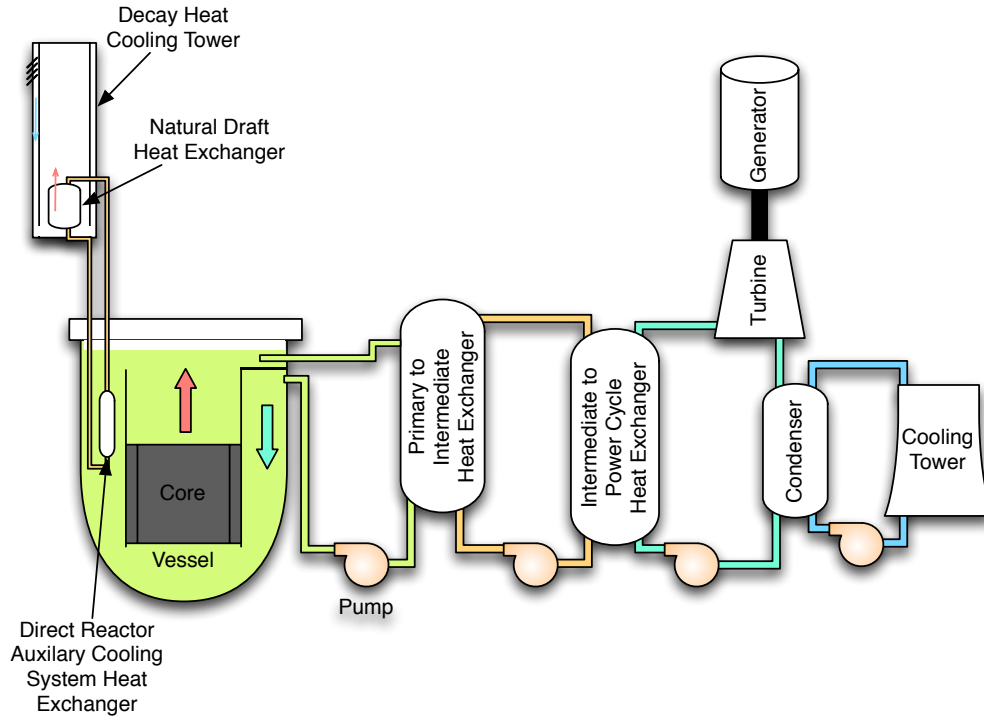 Decay Heat
Cooling Tower
Natural Draft
Heat Exchanger
Generator
Turbine
Primary to
Intermediate
Heat Exchanger
Intermediate to
Power Cycle
Heat Exchanger
Condenser
Cooling
Tower
Core
Vessel
Pump
Direct Reactor
Auxilary Cooling
System Heat
Exchanger